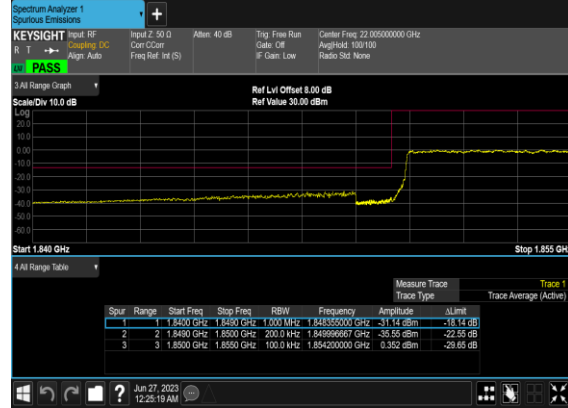 Spectrum Analyzer 1
Spurious Emissions
KEYSIGHT
R T
LW PASS
Input: RF
Coupling: DC
Align: Auto
Input Z: 50 Ω
Corr CCorr
Freq Ref: Int (S)
Atten: 40 dB
Trig: Free Run
Gate: Off
IF Gain: Low
Center Freq: 22.005000000 GHz
Avg|Hold: 100/100
Radio Std: None
3 All Range Graph
Scale/Div 10.0 dB
Ref Lvl Offset 8.00 dB
Ref Value 30.00 dBm
Log
20.0
10.0
0.00
-10.0
-20.0
-30.0
-40.0
-50.0
-60.0
Start 1.840 GHz
Stop 1.855 GH
4 All Range Table
Measure Trace Trace 1
Trace Type Trace Average (Active)
Spur Range Start Freq Stop Freq RBW Frequency Amplitude ΔLimit
1 1 1.8400 GHz 1.8490 GHz 1.000 MHz 1.848355000 GHz -31.14 dBm -18.14 dB
2 2 1.8490 GHz 1.8500 GHz 200.0 kHz 1.849996667 GHz -35.55 dBm -22.55 dB
3 3 1.8500 GHz 1.8550 GHz 100.0 kHz 1.854200000 GHz 0.352 dBm -29.65 dB
Jun 27, 2023
12:25:19 AM